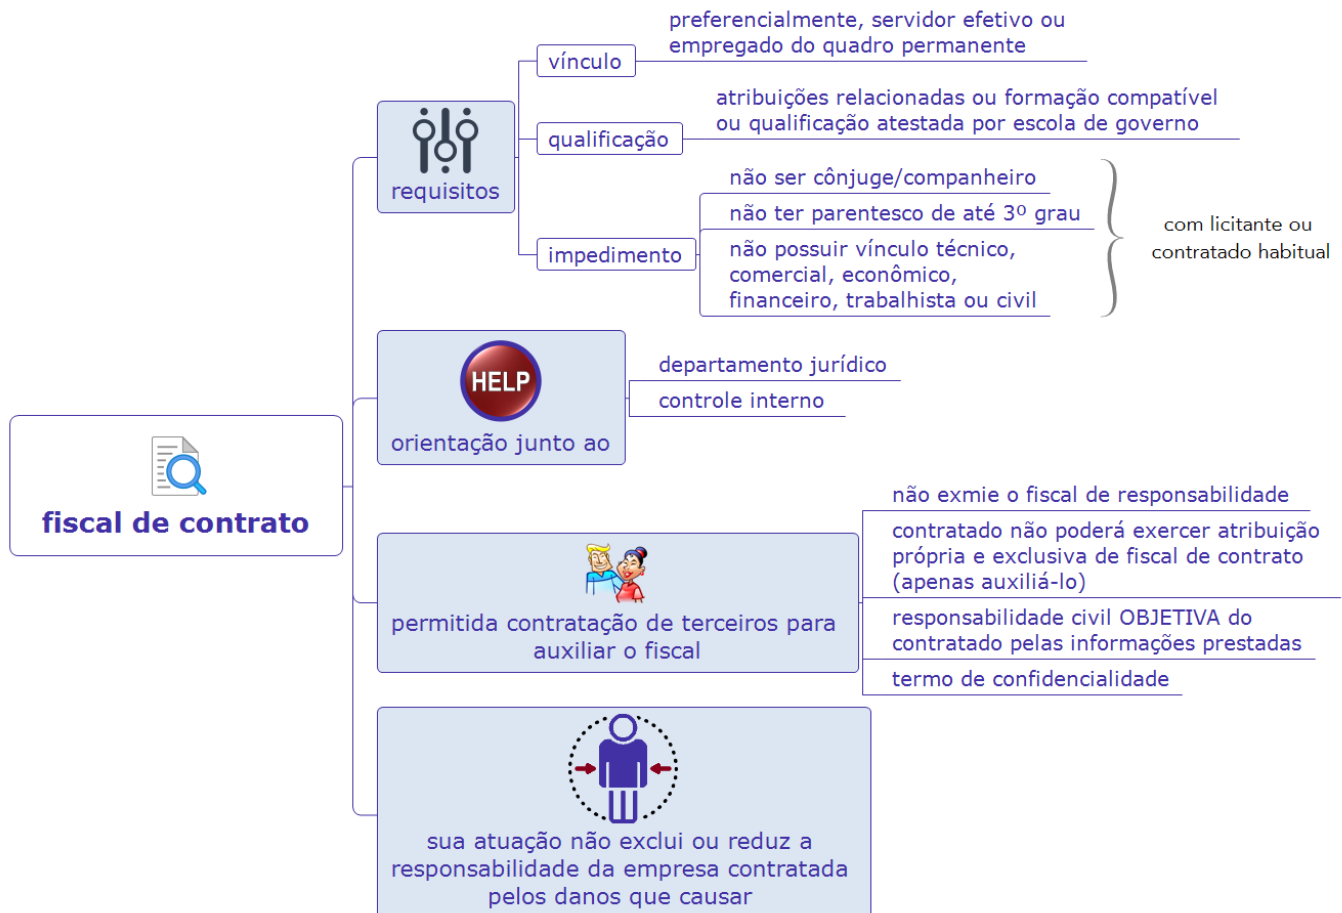 fiscal de contrato
requisitos
vínculo
preferencialmente, servidor efetivo ou
empregado do quadro permanente
qualificação
atribuições relacionadas ou formação compatível
ou qualificação atestada por escola de governo
impedimento
não ser cônjuge/companheiro
não ter parentesco de até 3º grau
não possuir vínculo técnico,
comercial, econômico,
financeiro, trabalhista ou civil
com licitante ou
contratado habitual
HELP
orientação junto ao
departamento jurídico
controle interno
permitida contratação de terceiros para
auxiliar o fiscal
não exmie o fiscal de responsabilidade
contratado não poderá exercer atribuição
própria e exclusiva de fiscal de contrato
(apenas auxiliá-lo)
responsabilidade civil OBJETIVA do
contratado pelas informações prestadas
termo de confidencialidade
sua atuação não exclui ou reduz a
responsabilidade da empresa contratada
pelos danos que causar